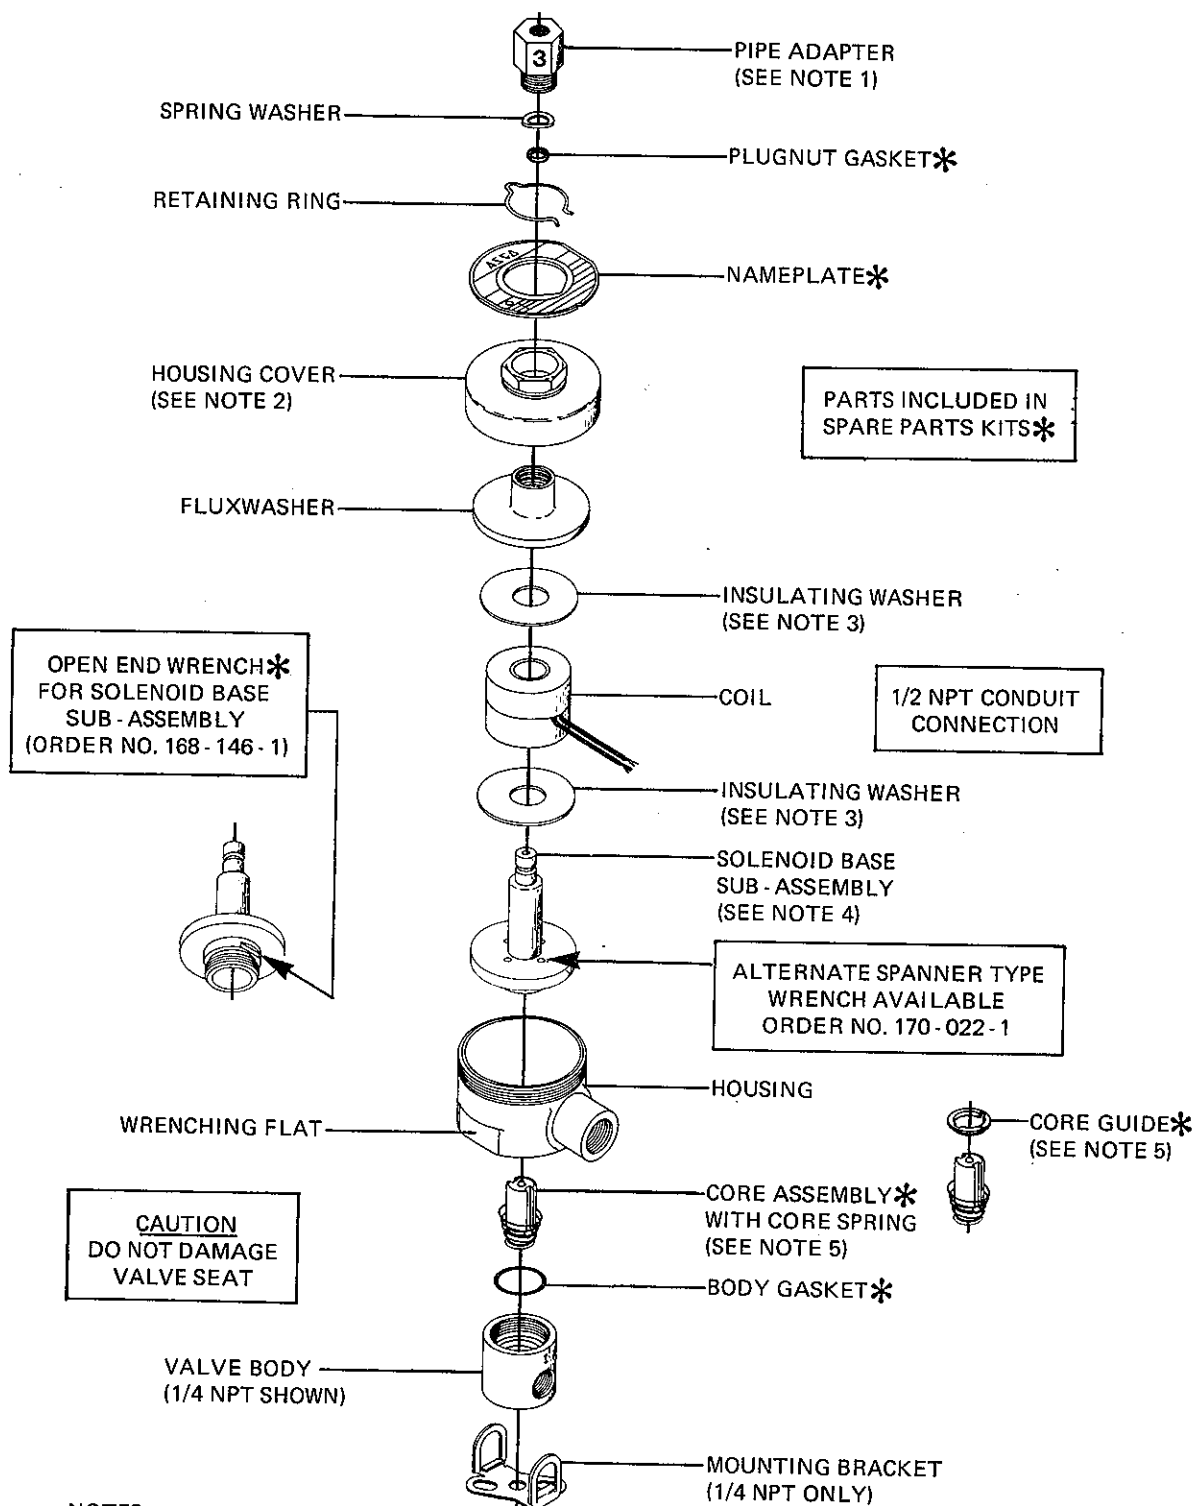 3
PIPE ADAPTER
(SEE NOTE 1)
SPRING WASHER
PLUGNUT GASKET*
RETAINING RING
NAMEPLATE*
HOUSING COVER
(SEE NOTE 2)
PARTS INCLUDED IN
SPARE PARTS KITS*
FLUXWASHER
INSULATING WASHER
(SEE NOTE 3)
OPEN END WRENCH*
FOR SOLENOID BASE
SUB-ASSEMBLY
(ORDER NO. 168-146-1)
COIL
1/2 NPT CONDUIT
CONNECTION
INSULATING WASHER
(SEE NOTE 3)
SOLENOID BASE
SUB-ASSEMBLY
(SEE NOTE 4)
ALTERNATE SPANNER TYPE
WRENCH AVAILABLE
ORDER NO. 170-022-1
HOUSING
WRENCHING FLAT
CORE GUIDE*
(SEE NOTE 5)
CORE ASSEMBLY*
WITH CORE SPRING
(SEE NOTE 5)
CAUTION
DO NOT DAMAGE
VALVE SEAT
BODY GASKET*
VALVE BODY
(1/4 NPT SHOWN)
MOUNTING BRACKET
(1/4 NPT ONLY)